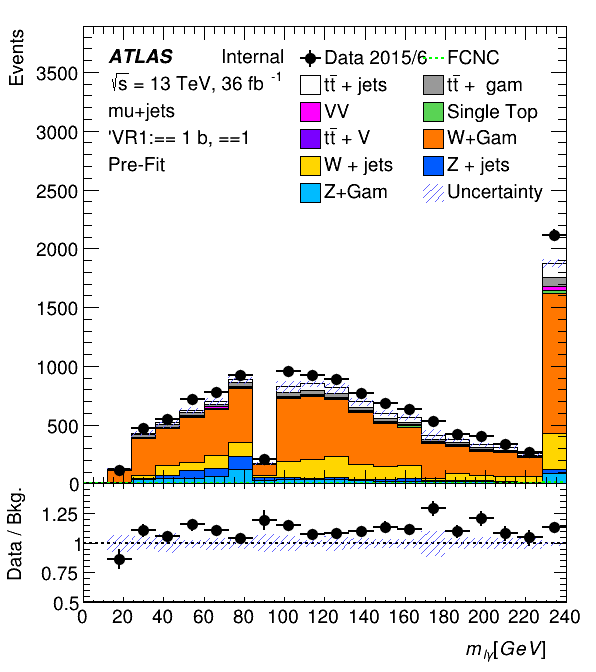 Events
ATLAS Internal
√s = 13 TeV, 36 fb -1
mu+jets
'VR1:== 1 b, ==1
Pre-Fit
Data 2015/6 FCNC
tt̄ + jets tt̄ + gam
VV Single Top
tt̄ + V W+Gam
W + jets Z + jets
Z+Gam Uncertainty
3500
3000
2500
2000
1500
1000
500
0
Data / Bkg.
1.25
1
0.75
0.5
0 20 40 60 80 100 120 140 160 180 200 220 240
m_lγ[GeV]